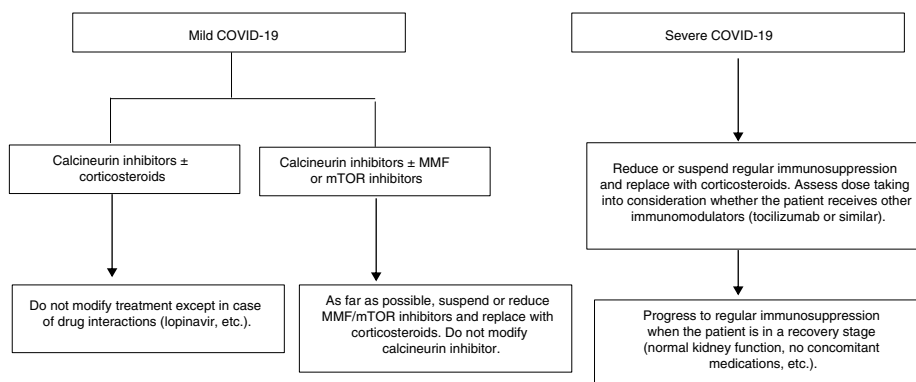 Mild COVID-19
Severe COVID-19
Calcineurin inhibitors ±
corticosteroids
Calcineurin inhibitors ± MMF
or mTOR inhibitors
Reduce or suspend regular immunosuppression
and replace with corticosteroids. Assess dose taking
into consideration whether the patient receives other
immunomodulators (tocilizumab or similar).
Do not modify treatment except in case
of drug interactions (lopinavir, etc.).
As far as possible, suspend or reduce
MMF/mTOR inhibitors and replace with
corticosteroids. Do not modify
calcineurin inhibitor.
Progress to regular immunosuppression
when the patient is in a recovery stage
(normal kidney function, no concomitant
medications, etc.).